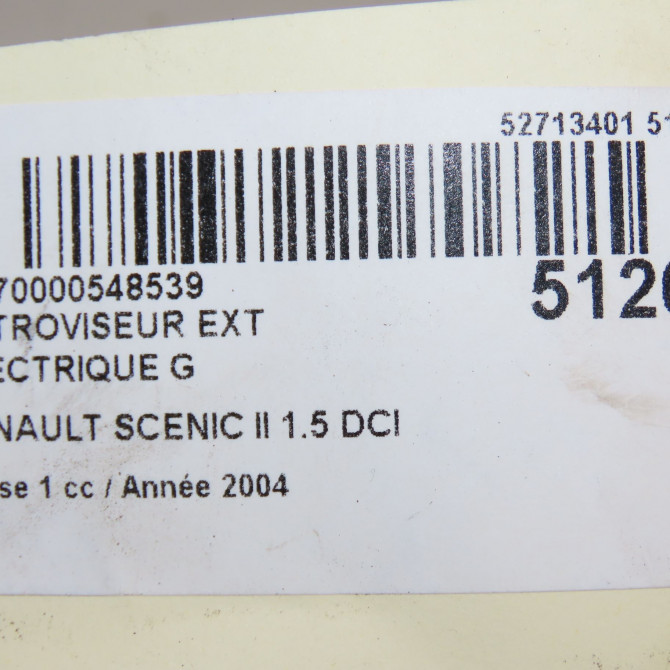 52713401 51
70000548539
5120
TROVISEUR EXT
ECTRIQUE G
NAULT SCENIC II 1.5 DCI
se 1 cc / Année 2004